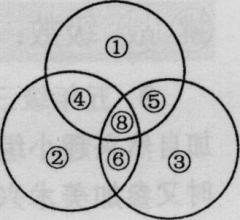 ①
④ ⑤
⑧
② ⑥ ③